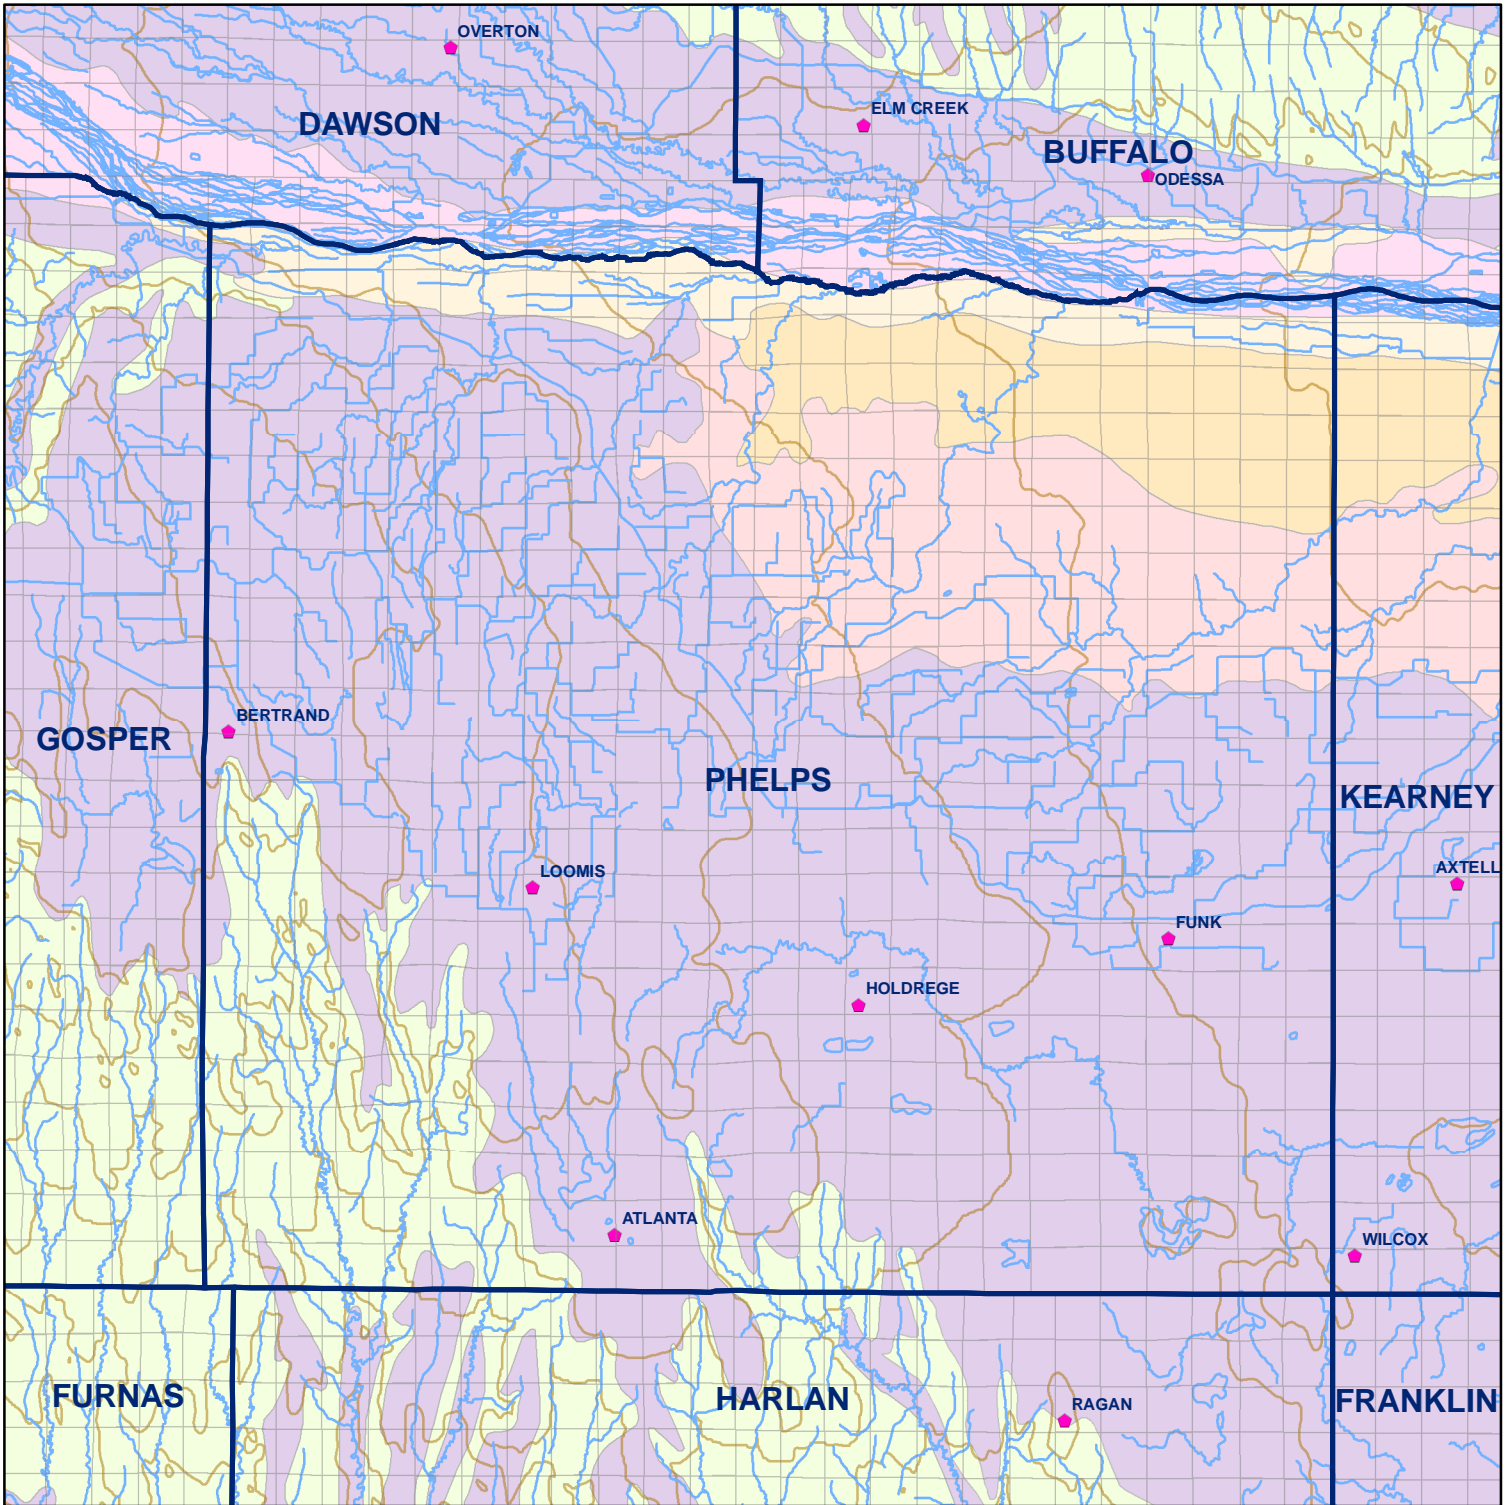 OVERTON
DAWSON
ELM CREEK
BUFFALO
ODESSA
BERTRAND
GOSPER
PHELPS
KEARNEY
LOOMIS
AXTELL
FUNK
HOLDREGE
ATLANTA
WILCOX
FURNAS
HARLAN
RAGAN
FRANKLIN